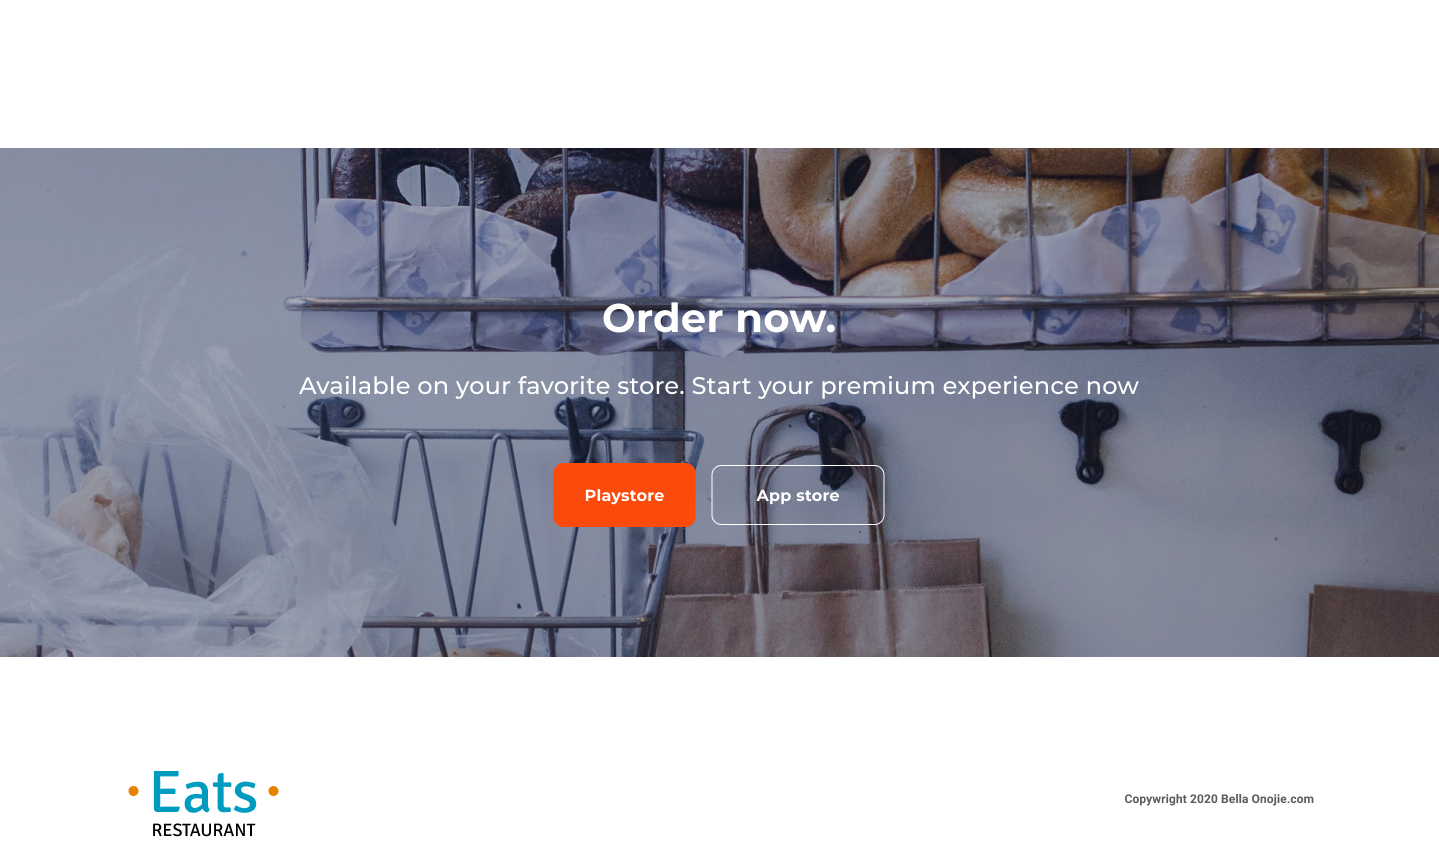 Order now.
Available on your favorite store. Start your premium experience now
Playstore
App store
Eats
RESTAURANT
Copywright 2020 Bella Onojie.com